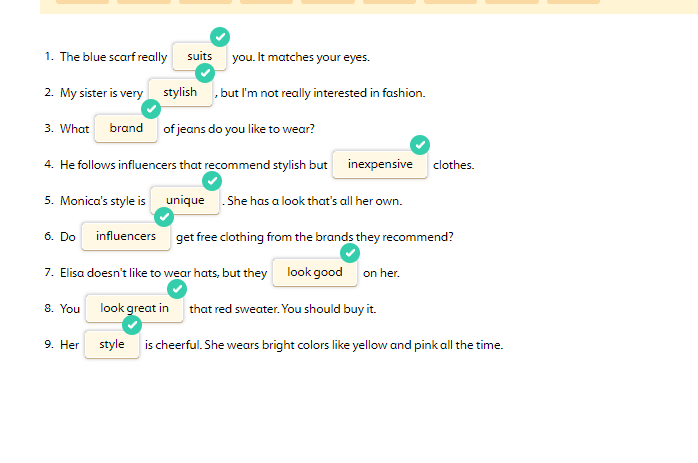 1. The blue scarf really suits you. It matches your eyes.
2. My sister is very stylish , but I'm not really interested in fashion.
3. What brand of jeans do you like to wear?
4. He follows influencers that recommend stylish but inexpensive clothes.
5. Monica's style is unique . She has a look that's all her own.
6. Do influencers get free clothing from the brands they recommend?
7. Elisa doesn't like to wear hats, but they look good on her.
8. You look great in that red sweater. You should buy it.
9. Her style is cheerful. She wears bright colors like yellow and pink all the time.